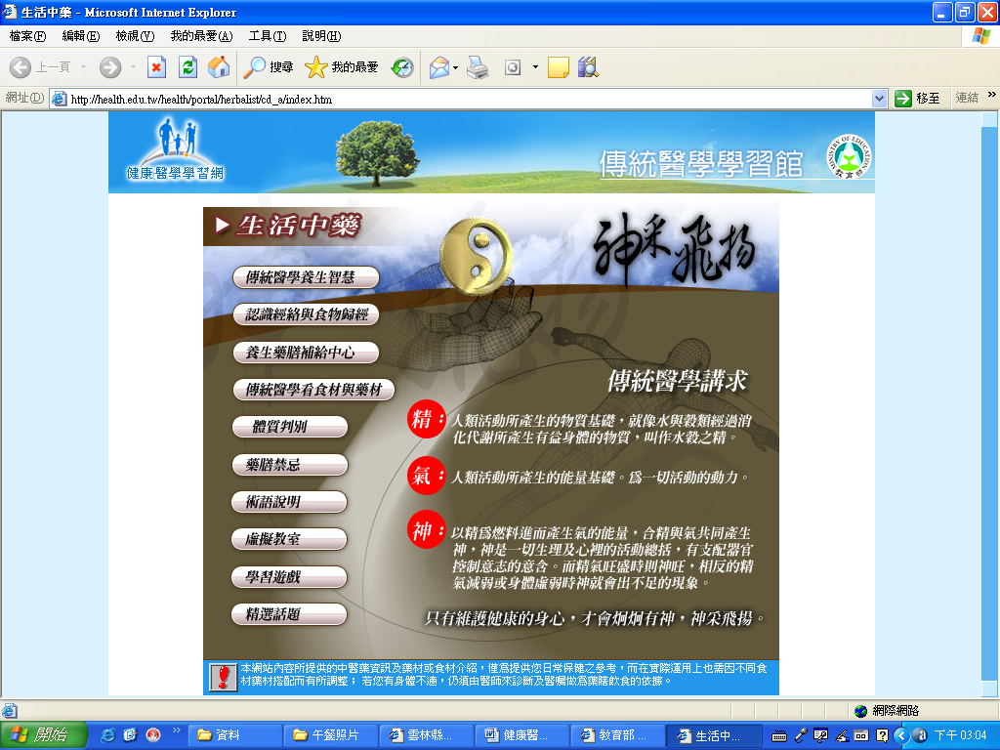 生活中藥 - Microsoft Internet Explorer
檔案(F) 編輯(E) 檢視(V) 我的最愛(A) 工具(T) 說明(H)
上一頁 搜尋 我的最愛
網址(D) http://health.edu.tw/health/portal/herbalist/cd_a/index.htm 移至 連結 »
健康醫學學習網
傳統醫學學習館
MINISTRY OF EDUCATION
教育部
生活中藥
神采飛揚
傳統醫學養生智慧
認識經絡與食物歸經
養生藥膳補給中心
傳統醫學看食材與藥材
體質判別
藥膳禁忌
術語說明
虛擬教室
學習遊戲
精選話題
傳統醫學講求
精：人類活動所產生的物質基礎，就像水與穀類經過消
化代謝所產生有益身體的物質，叫作水穀之精。
氣：人類活動所產生的能量基礎。為一切活動的動力。
神：以精為燃料進而產生氣的能量，合精與氣共同產生
神，神是一切生理及心裡的活動總括，有支配器官
控制意志的意含。而精氣旺盛時則神旺，相反的精
氣減弱或身體虛弱時神就會出不足的現象。
只有維護健康的身心，才會炯炯有神，神采飛揚。
本網站內容所提供的中醫藥資訊及藥材或食材介紹，僅為提供您日常保健之參考，而在實際運用上也需因不同食
材藥材搭配而有所調整； 若您有身體不適，仍須由醫師來診斷及醫囑做為藥膳飲食的依據。
網際網路
開始 » 資料 午餐照片 雲林縣... 健康醫... 教育部 ... 生活中... 下午 03:04